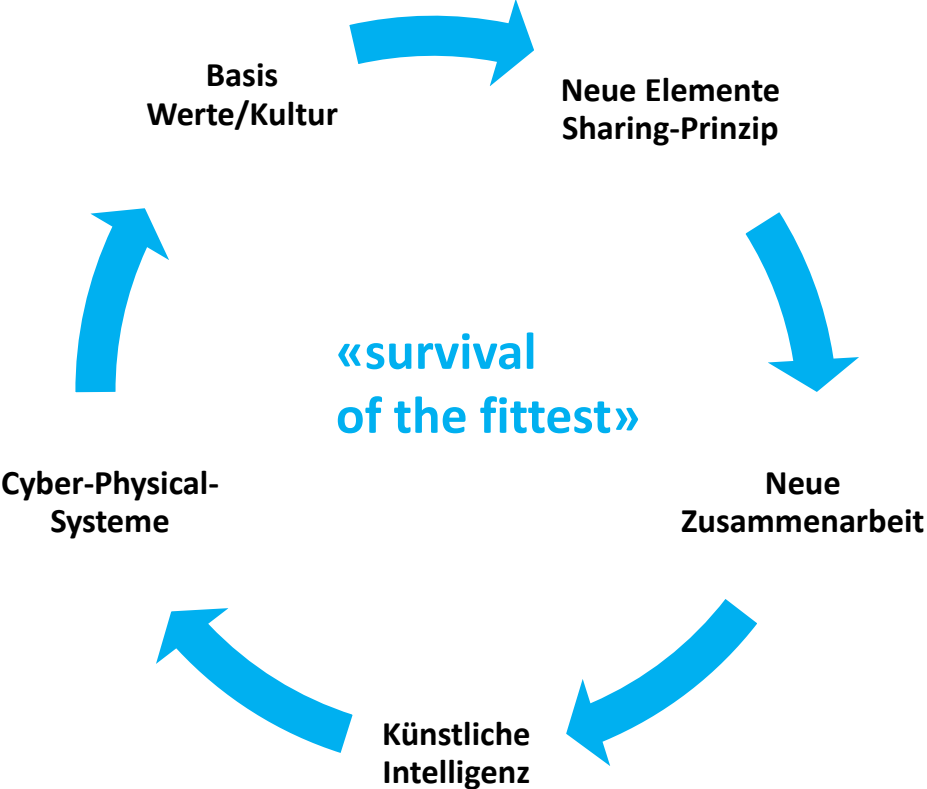 Basis
Werte/Kultur
Neue Elemente
Sharing-Prinzip
«survival
of the fittest»
Cyber-Physical-
Systeme
Neue
Zusammenarbeit
Künstliche
Intelligenz